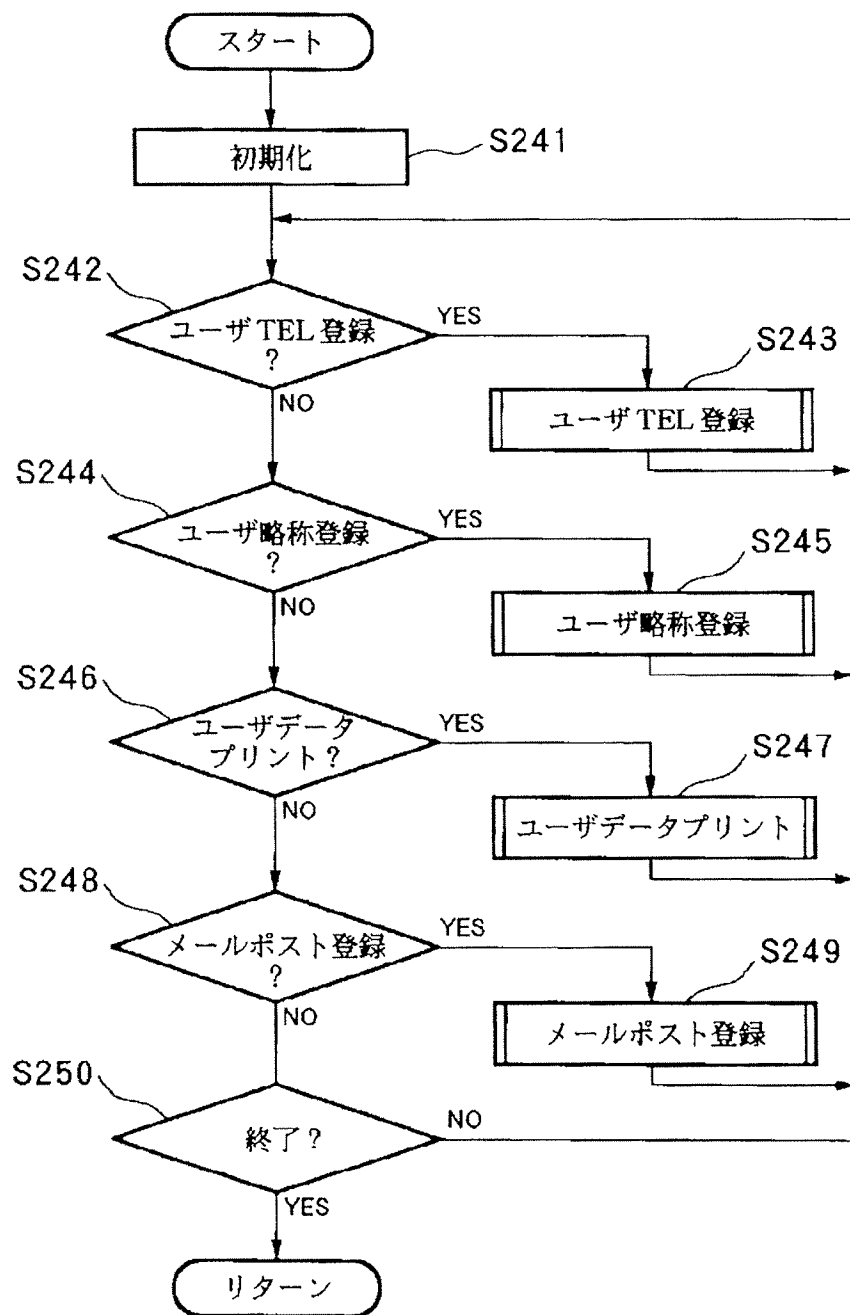 スタート
初期化
S241
S242
ユーザTEL登録
?
YES
NO
S243
ユーザTEL登録
S244
ユーザ略称登録
?
YES
NO
S245
ユーザ略称登録
S246
ユーザデータ
プリント?
YES
NO
S247
ユーザデータプリント
S248
メールポスト登録
?
YES
NO
S249
メールポスト登録
S250
終了?
NO
YES
リターン